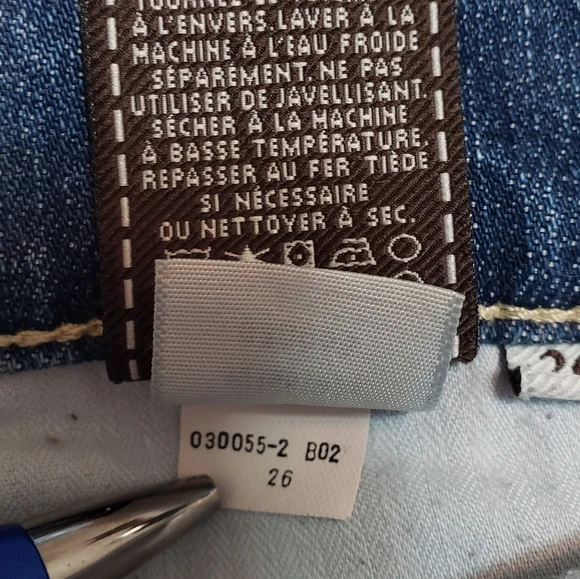 À L'ENVERS. LAVER À LA
MACHINE À L'EAU FROIDE
SÉPARÉMENT. NE PAS
UTILISER DE JAVELLISANT.
SÉCHER À LA MACHINE
À BASSE TEMPÉRATURE,
REPASSER AU FER TIÈDE
SI NÉCESSAIRE
OU NETTOYER À SEC.
030055-2 B02
26